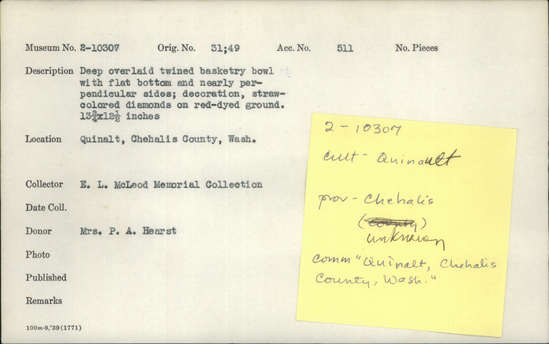 Museum No. 2-10307 Orig. No. 31;49 Acc. No. 511 No. Pieces
Description Deep overlaid twined basketry bowl
with flat bottom and nearly per-
pendicular sides; decoration, straw-
colored diamonds on red-dyed ground.
13¾x12½ inches
Location Quinalt, Chehalis County, Wash.
Collector E. L. McLeod Memorial Collection
Date Coll.
Donor Mrs. P. A. Hearst
Photo
Published
Remarks
100m-8,'39(1771)
2-10307
cult - Quinault
prov - Chehalis
(county)
unknown
comm "Quinalt, Chehalis
County, Wash."